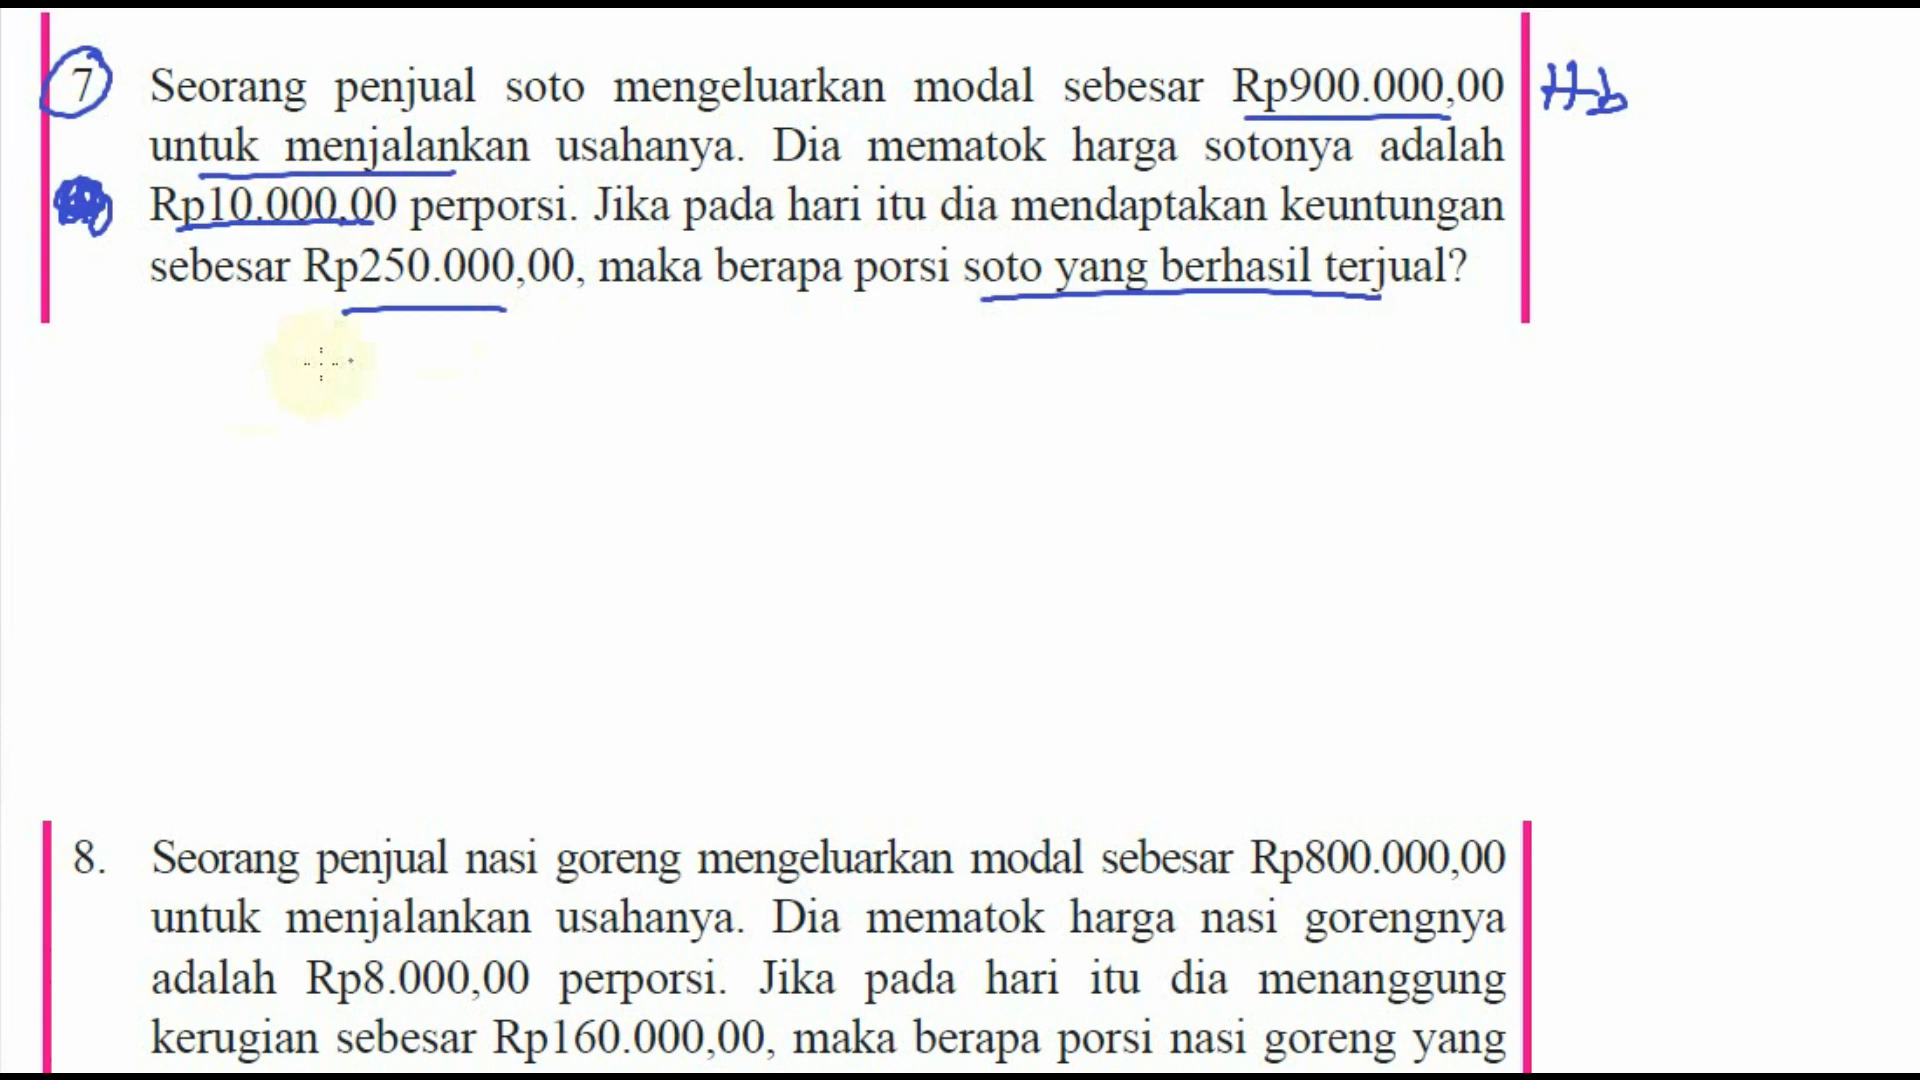 7 Seorang penjual soto mengeluarkan modal sebesar Rp900.000,00 Hb
untuk menjalankan usahanya. Dia mematok harga sotonya adalah
Rp10.000,00 perporsi. Jika pada hari itu dia mendaptakan keuntungan
sebesar Rp250.000,00, maka berapa porsi soto yang berhasil terjual?
8. Seorang penjual nasi goreng mengeluarkan modal sebesar Rp800.000,00
untuk menjalankan usahanya. Dia mematok harga nasi gorengnya
adalah Rp8.000,00 perporsi. Jika pada hari itu dia menanggung
kerugian sebesar Rp160.000,00, maka berapa porsi nasi goreng yang